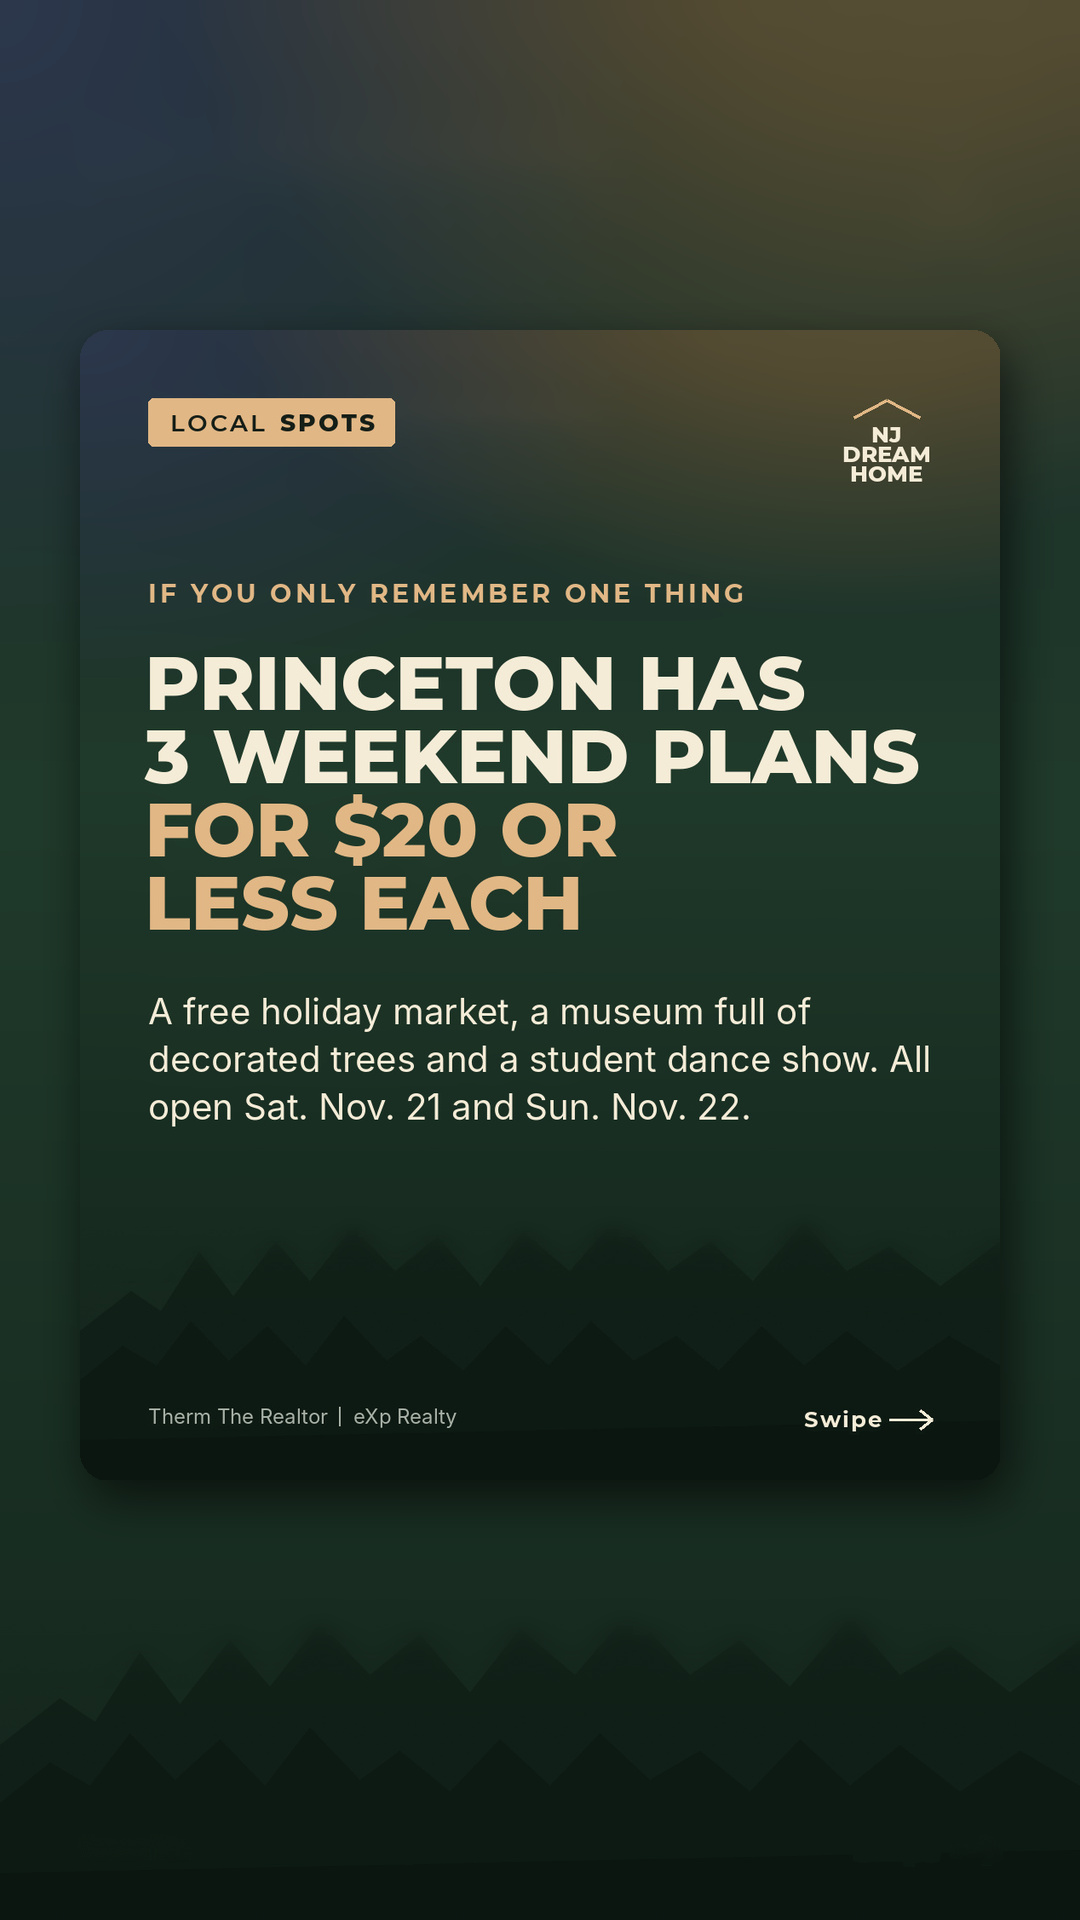 LOCAL SPOTS
NJ
DREAM
HOME
IF YOU ONLY REMEMBER ONE THING
PRINCETON HAS
3 WEEKEND PLANS
FOR $20 OR
LESS EACH
A free holiday market, a museum full of
decorated trees and a student dance show. All
open Sat. Nov. 21 and Sun. Nov. 22.
Therm The Realtor | eXp Realty
Swipe